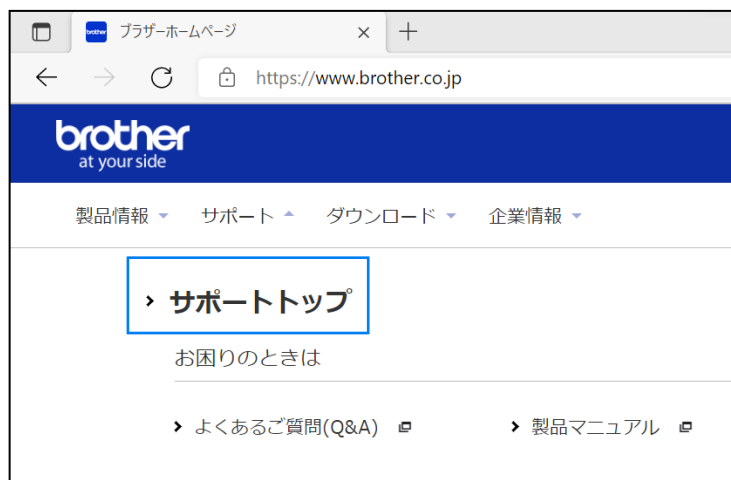 brother ブラザーホームページ
https://www.brother.co.jp
brother
at your side
製品情報 サポート ダウンロード 企業情報
サポートトップ
お困りのときは
よくあるご質問(Q&A) 製品マニュアル